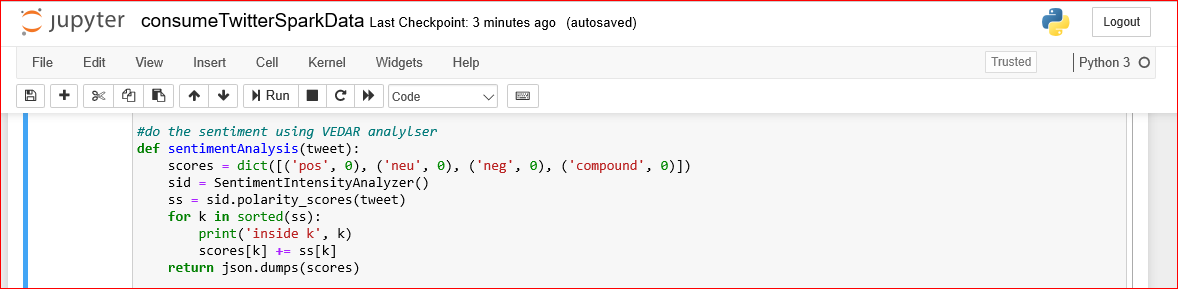 jupyter consumeTwitterSparkData Last Checkpoint: 3 minutes ago (autosaved) Logout
File Edit View Insert Cell Kernel Widgets Help Trusted Python 3
Run Code
#do the sentiment using VEDAR analylser
def sentimentAnalysis(tweet):
    scores = dict([('pos', 0), ('neu', 0), ('neg', 0), ('compound', 0)])
    sid = SentimentIntensityAnalyzer()
    ss = sid.polarity_scores(tweet)
    for k in sorted(ss):
        print('inside k', k)
        scores[k] += ss[k]
    return json.dumps(scores)